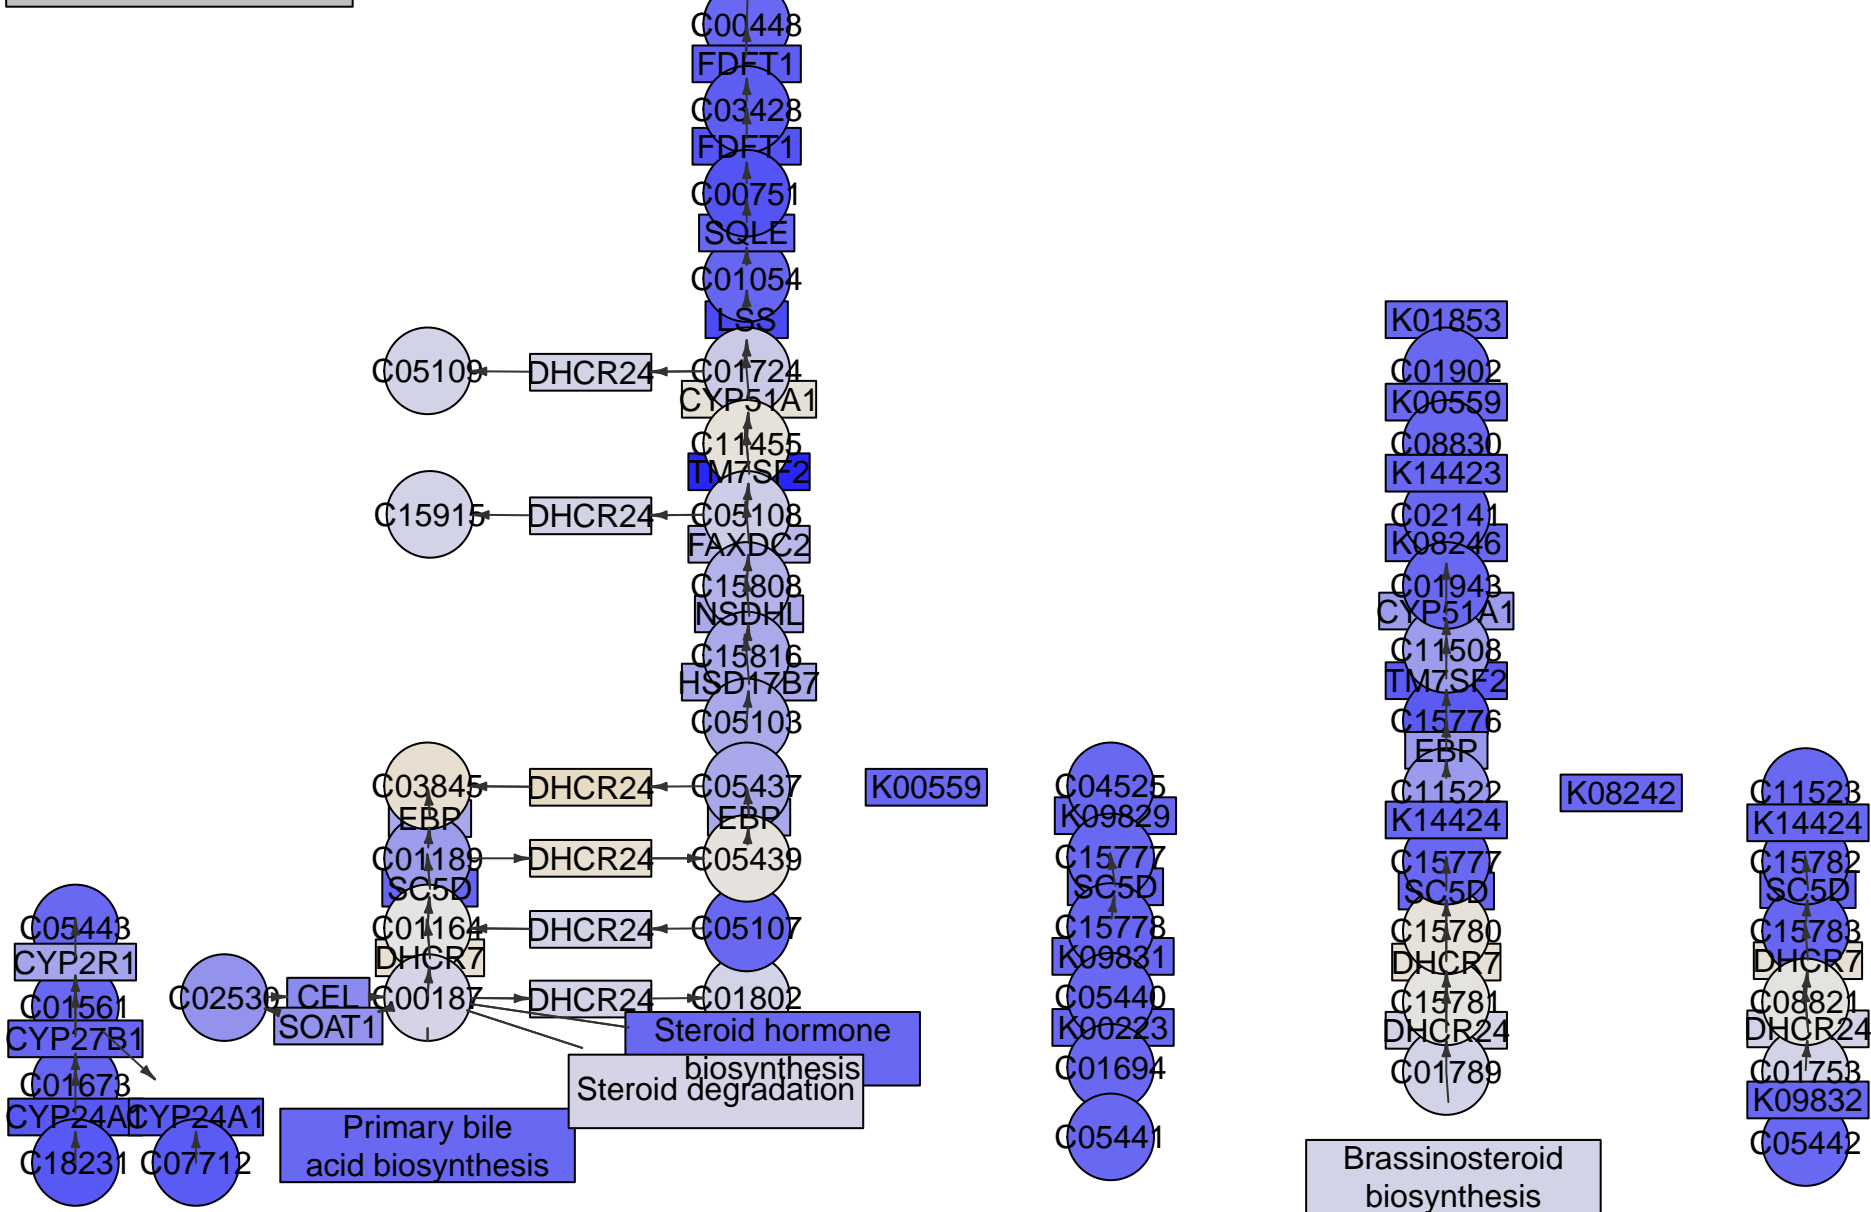 C00448
FDFT1
C03428
FDFT1
C00751
SQLE
C01054
LSS
C05109
DHCR24
C01724
CYP51A1
C11455
TM7SF2
C15915
DHCR24
C05108
FAXDC2
C15808
NSDHL
C15816
HSD17B7
C05103
C03845
DHCR24
C05437
EBP
EBP
C01189
DHCR24
C05439
SC5D
C01164
DHCR24
C05107
DHCR7
C02530
CEL
SOAT1
C00187
DHCR24
C01802
C05443
CYP2R1
C01561
CYP27B1
C01673
CYP24A1
CYP24A1
C18231
C07712
Steroid hormone
biosynthesis
Steroid degradation
Primary bile
acid biosynthesis
K00559
C04525
K09829
C15777
SC5D
C15778
K09831
C05440
K00223
C01694
C05441
K01853
C01902
K00559
C08830
K14423
C02141
K08246
C01943
CYP51A1
C11508
TM7SF2
C15776
EBP
C11522
K14424
C15777
SC5D
C15780
DHCR7
C15781
DHCR24
C01789
Brassinosteroid
biosynthesis
K08242
C11523
K14424
C15782
SC5D
C15783
DHCR7
C08821
DHCR24
C01753
K09832
C05442